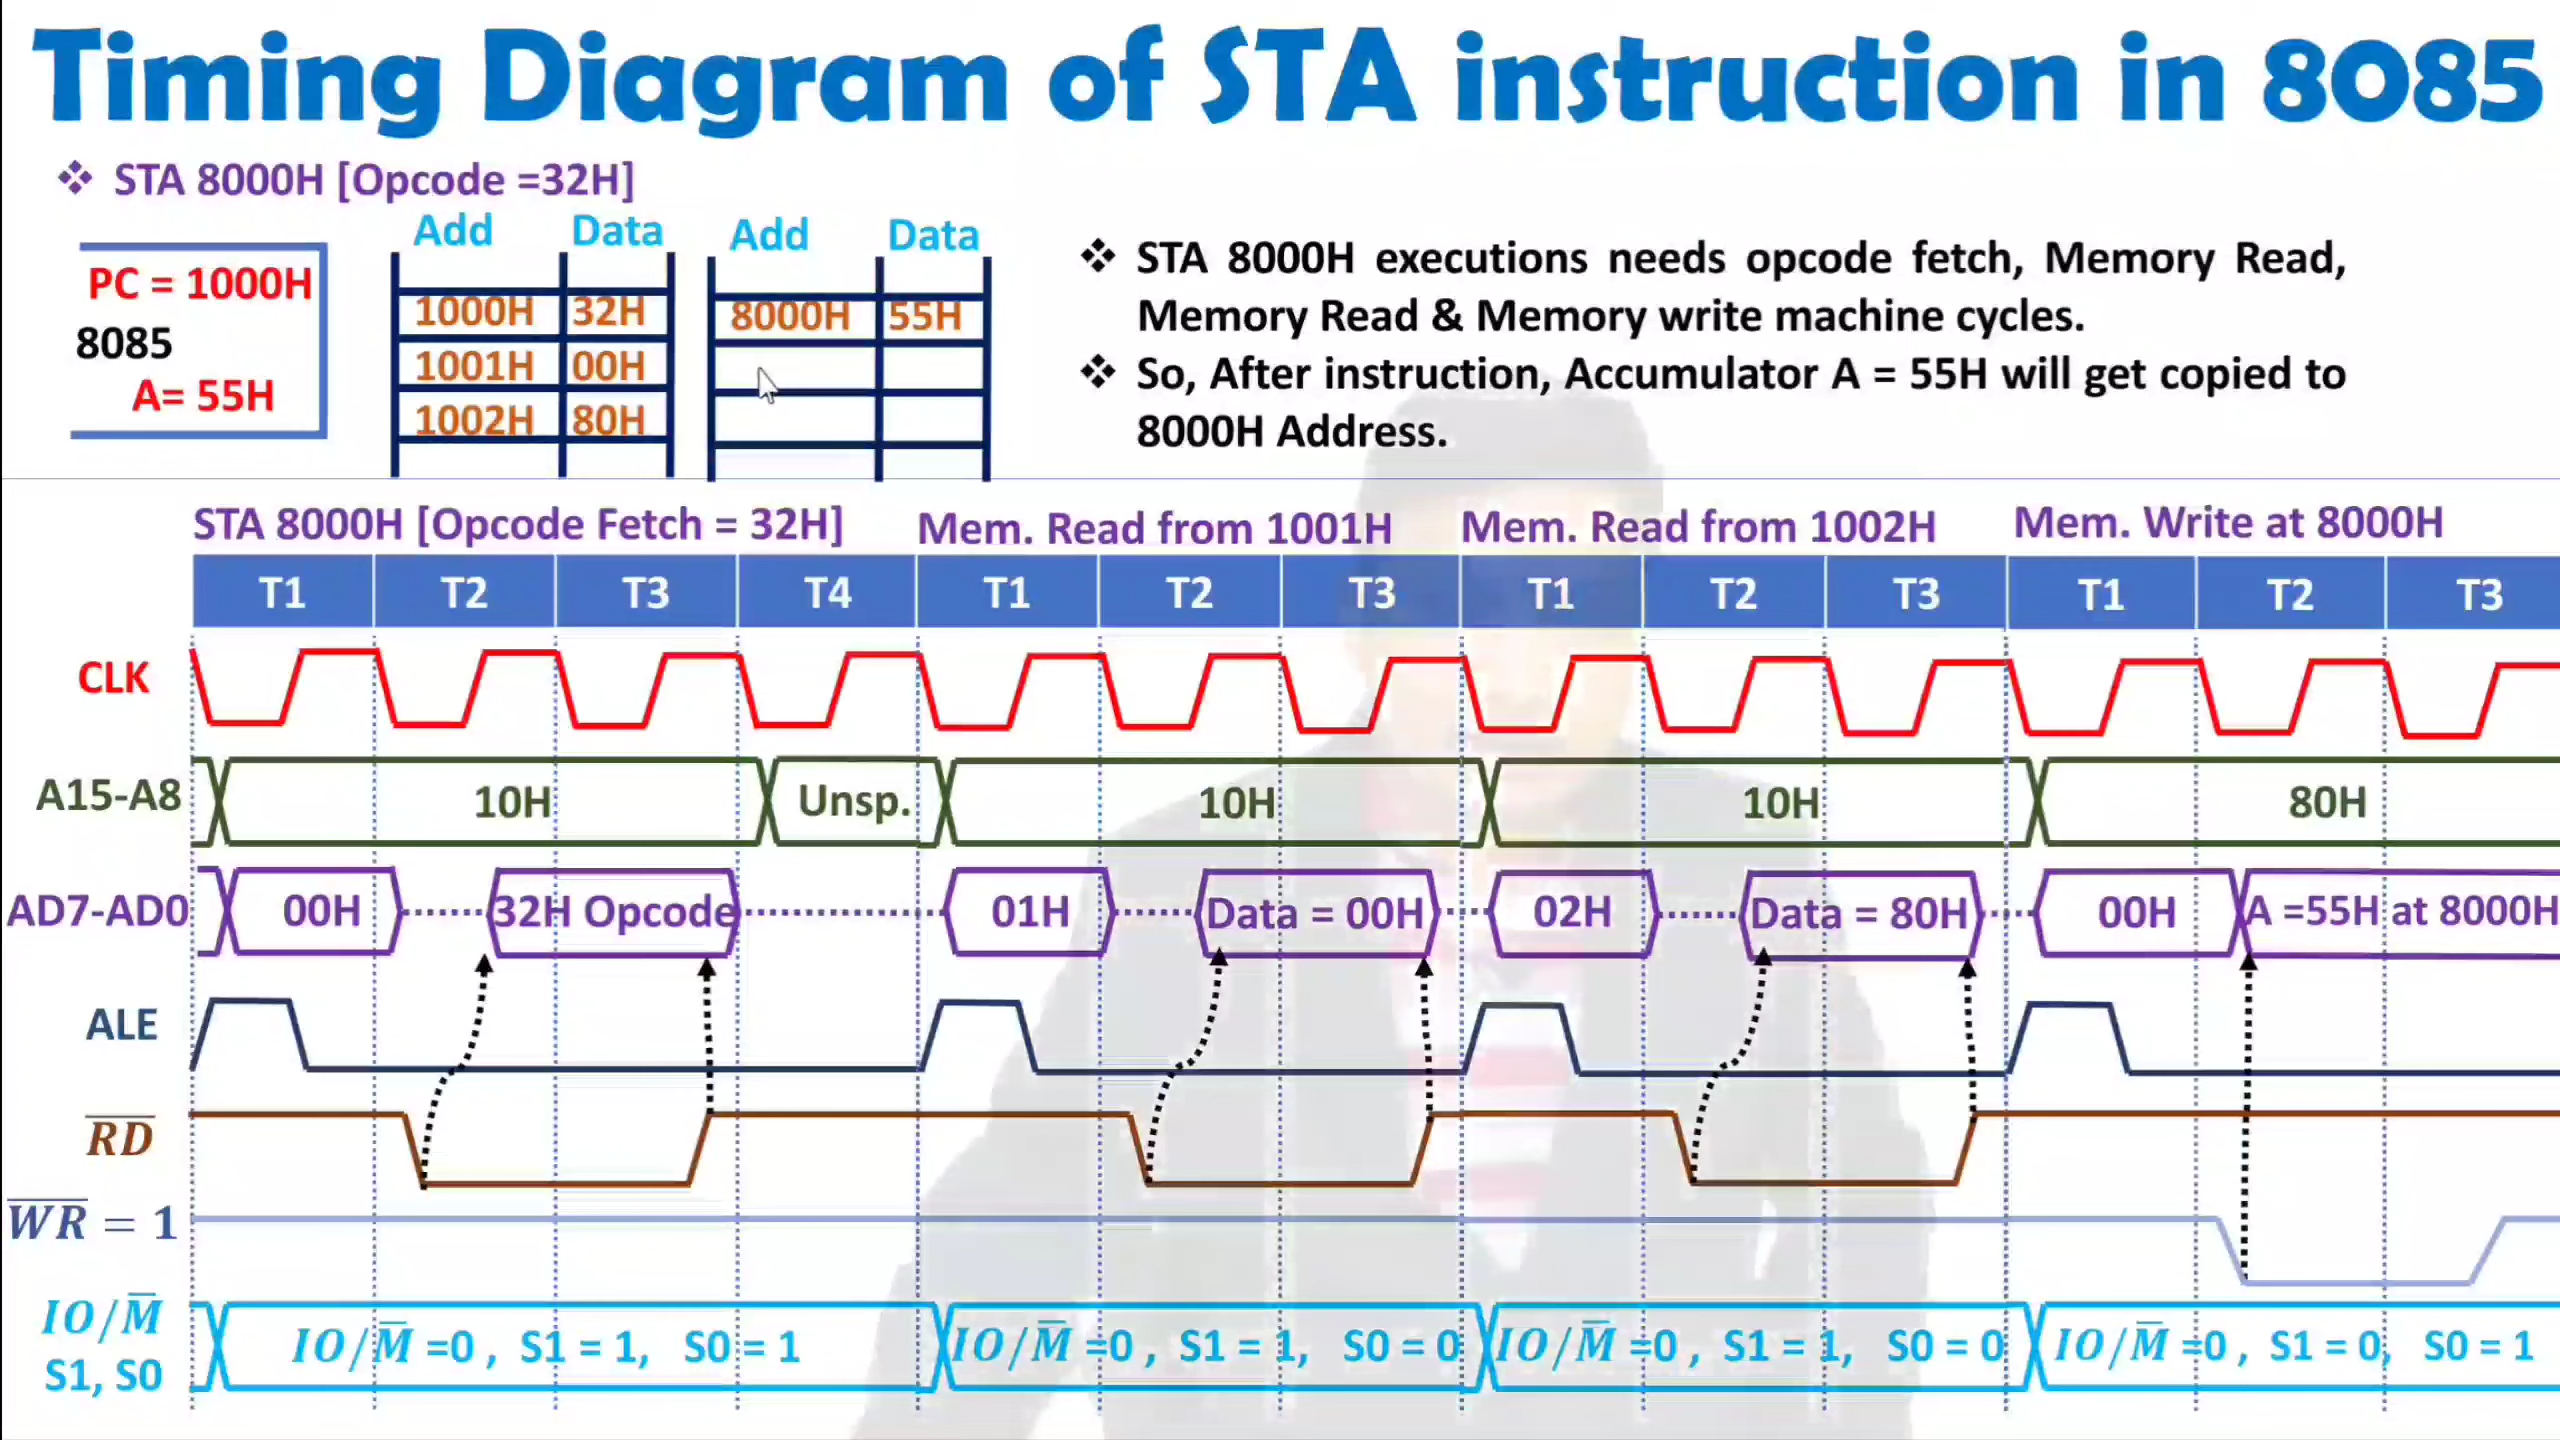 Timing Diagram of STA instruction in 8085
❖ STA 8000H [Opcode =32H]
Add Data Add Data
PC = 1000H
8085
A= 55H
1000H 32H
1001H 00H
1002H 80H
8000H 55H
❖ STA 8000H executions needs opcode fetch, Memory Read,
Memory Read & Memory write machine cycles.
❖ So, After instruction, Accumulator A = 55H will get copied to
8000H Address.
STA 8000H [Opcode Fetch = 32H] Mem. Read from 1001H Mem. Read from 1002H Mem. Write at 8000H
T1 T2 T3 T4 T1 T2 T3 T1 T2 T3 T1 T2 T3
CLK
A15-A8 10H Unsp. 10H 10H 80H
AD7-AD0 00H 32H Opcode 01H Data = 00H 02H Data = 80H 00H A =55H at 8000H
ALE
R̅D̅
W̅R̅ = 1
IO/M̅
S1, S0
IO/M̅ =0 , S1 = 1, S0 = 1 IO/M̅ =0 , S1 = 1, S0 = 0 IO/M̅ =0 , S1 = 1, S0 = 0 IO/M̅ =0 , S1 = 0, S0 = 1